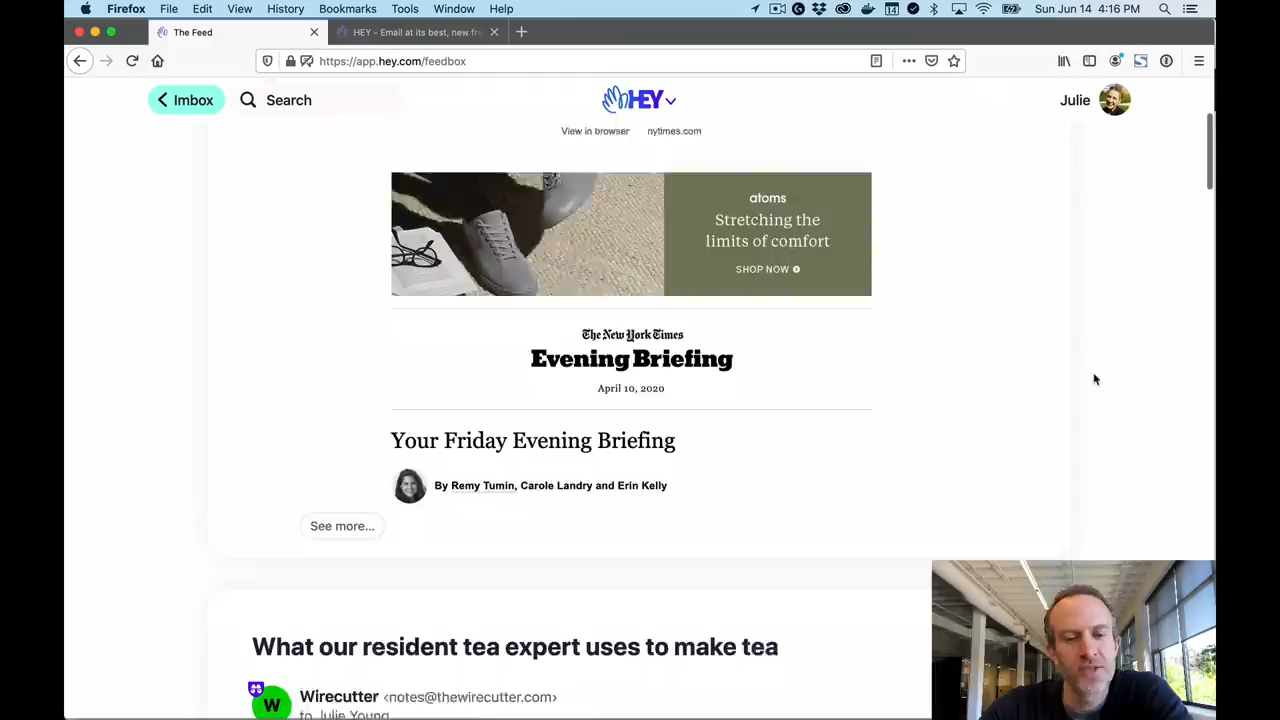 Firefox File Edit View History Bookmarks Tools Window Help 14 Sun Jun 14 4:16 PM
The Feed HEY - Email at its best, new fro
https://app.hey.com/feedbox
Imbox Search HEY Julie
View in browser nytimes.com
atoms
Stretching the
limits of comfort
SHOP NOW
The New York Times
Evening Briefing
April 10, 2020
Your Friday Evening Briefing
By Remy Tumin, Carole Landry and Erin Kelly
See more...
What our resident tea expert uses to make tea
W Wirecutter <notes@thewirecutter.com>
to Julie Young